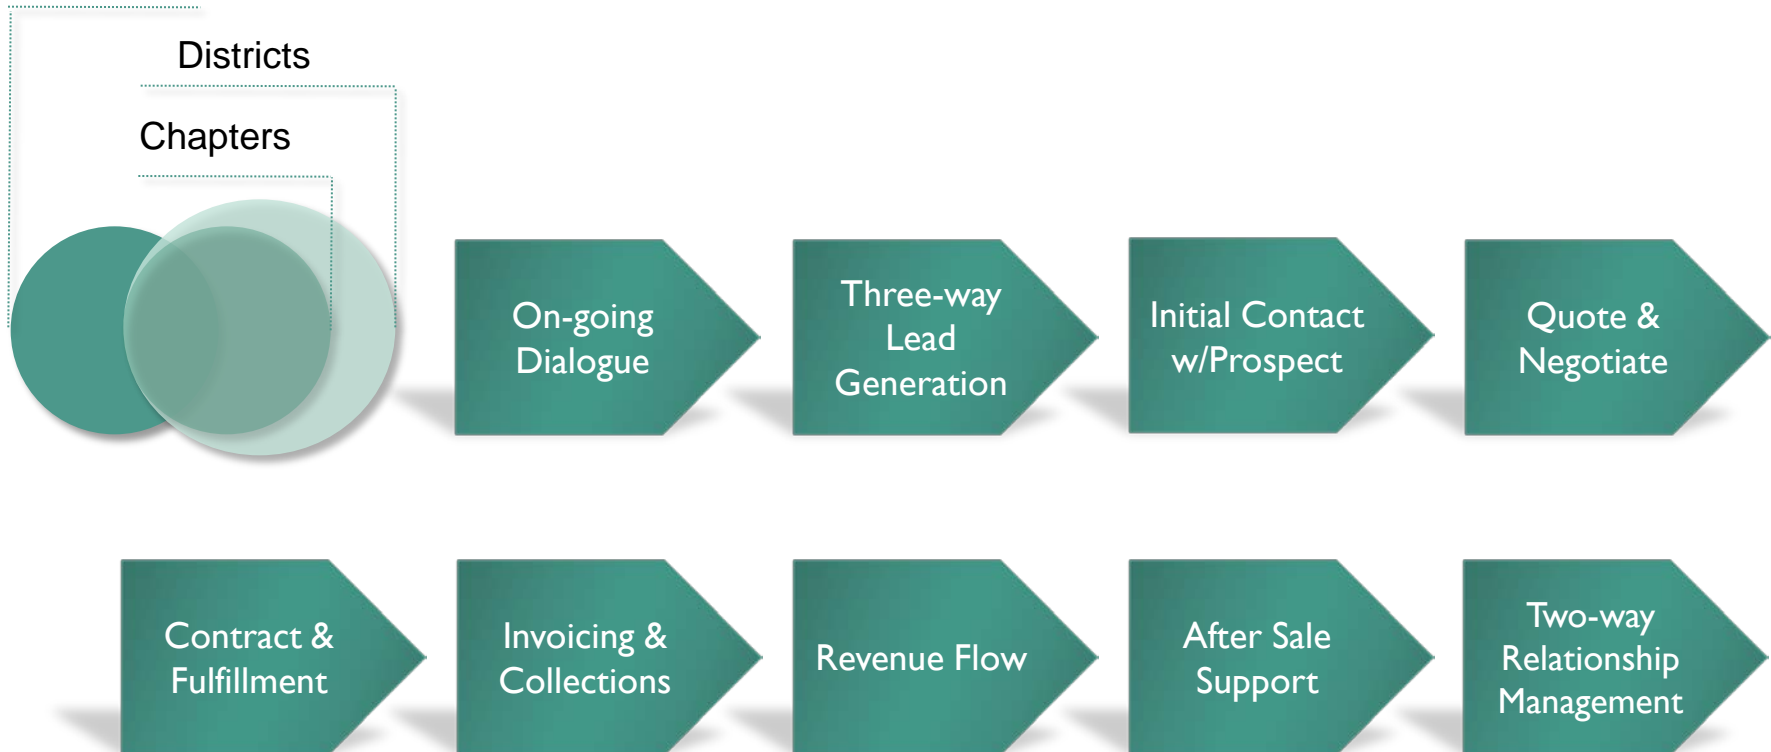 Districts
Chapters
On-going
Dialogue
Three-way
Lead
Generation
Initial Contact
w/Prospect
Quote &
Negotiate
Contract &
Fulfillment
Invoicing &
Collections
Revenue Flow
After Sale
Support
Two-way
Relationship
Management